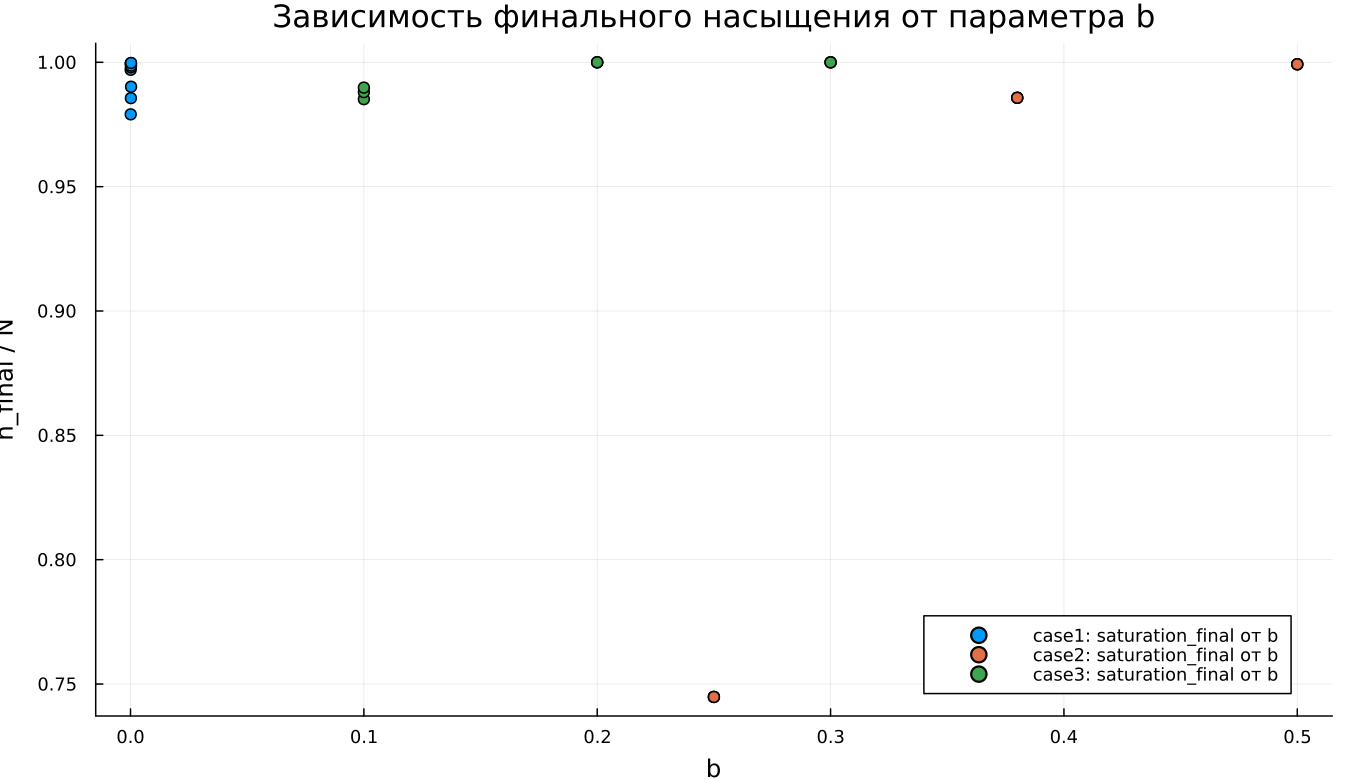 Зависимость финального насыщения от параметра b
1.00
0.95
0.90
0.85
0.80
0.75
n_final / N
0.0 0.1 0.2 0.3 0.4 0.5
b
case1: saturation_final от b
case2: saturation_final от b
case3: saturation_final от b